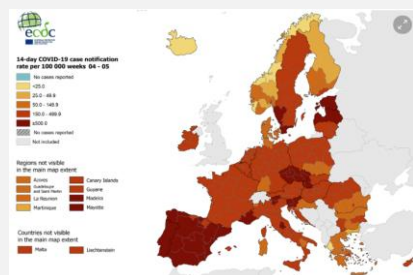 ecdc
14-day COVID-19 case notification
rate per 100 000 weeks 04 - 05
No cases reported
<25.0
25.0 - 49.9
50.0 - 149.9
150.0 - 499.9
≥500.0
No cases reported
Not included
Regions not visible
in the main map extent
Azores
Canary Islands
Guadeloupe
and Saint Martin
Guyane
La Reunion
Madeira
Martinique
Mayotte
Countries not visible
in the main map extent
Malta
Liechtenstein